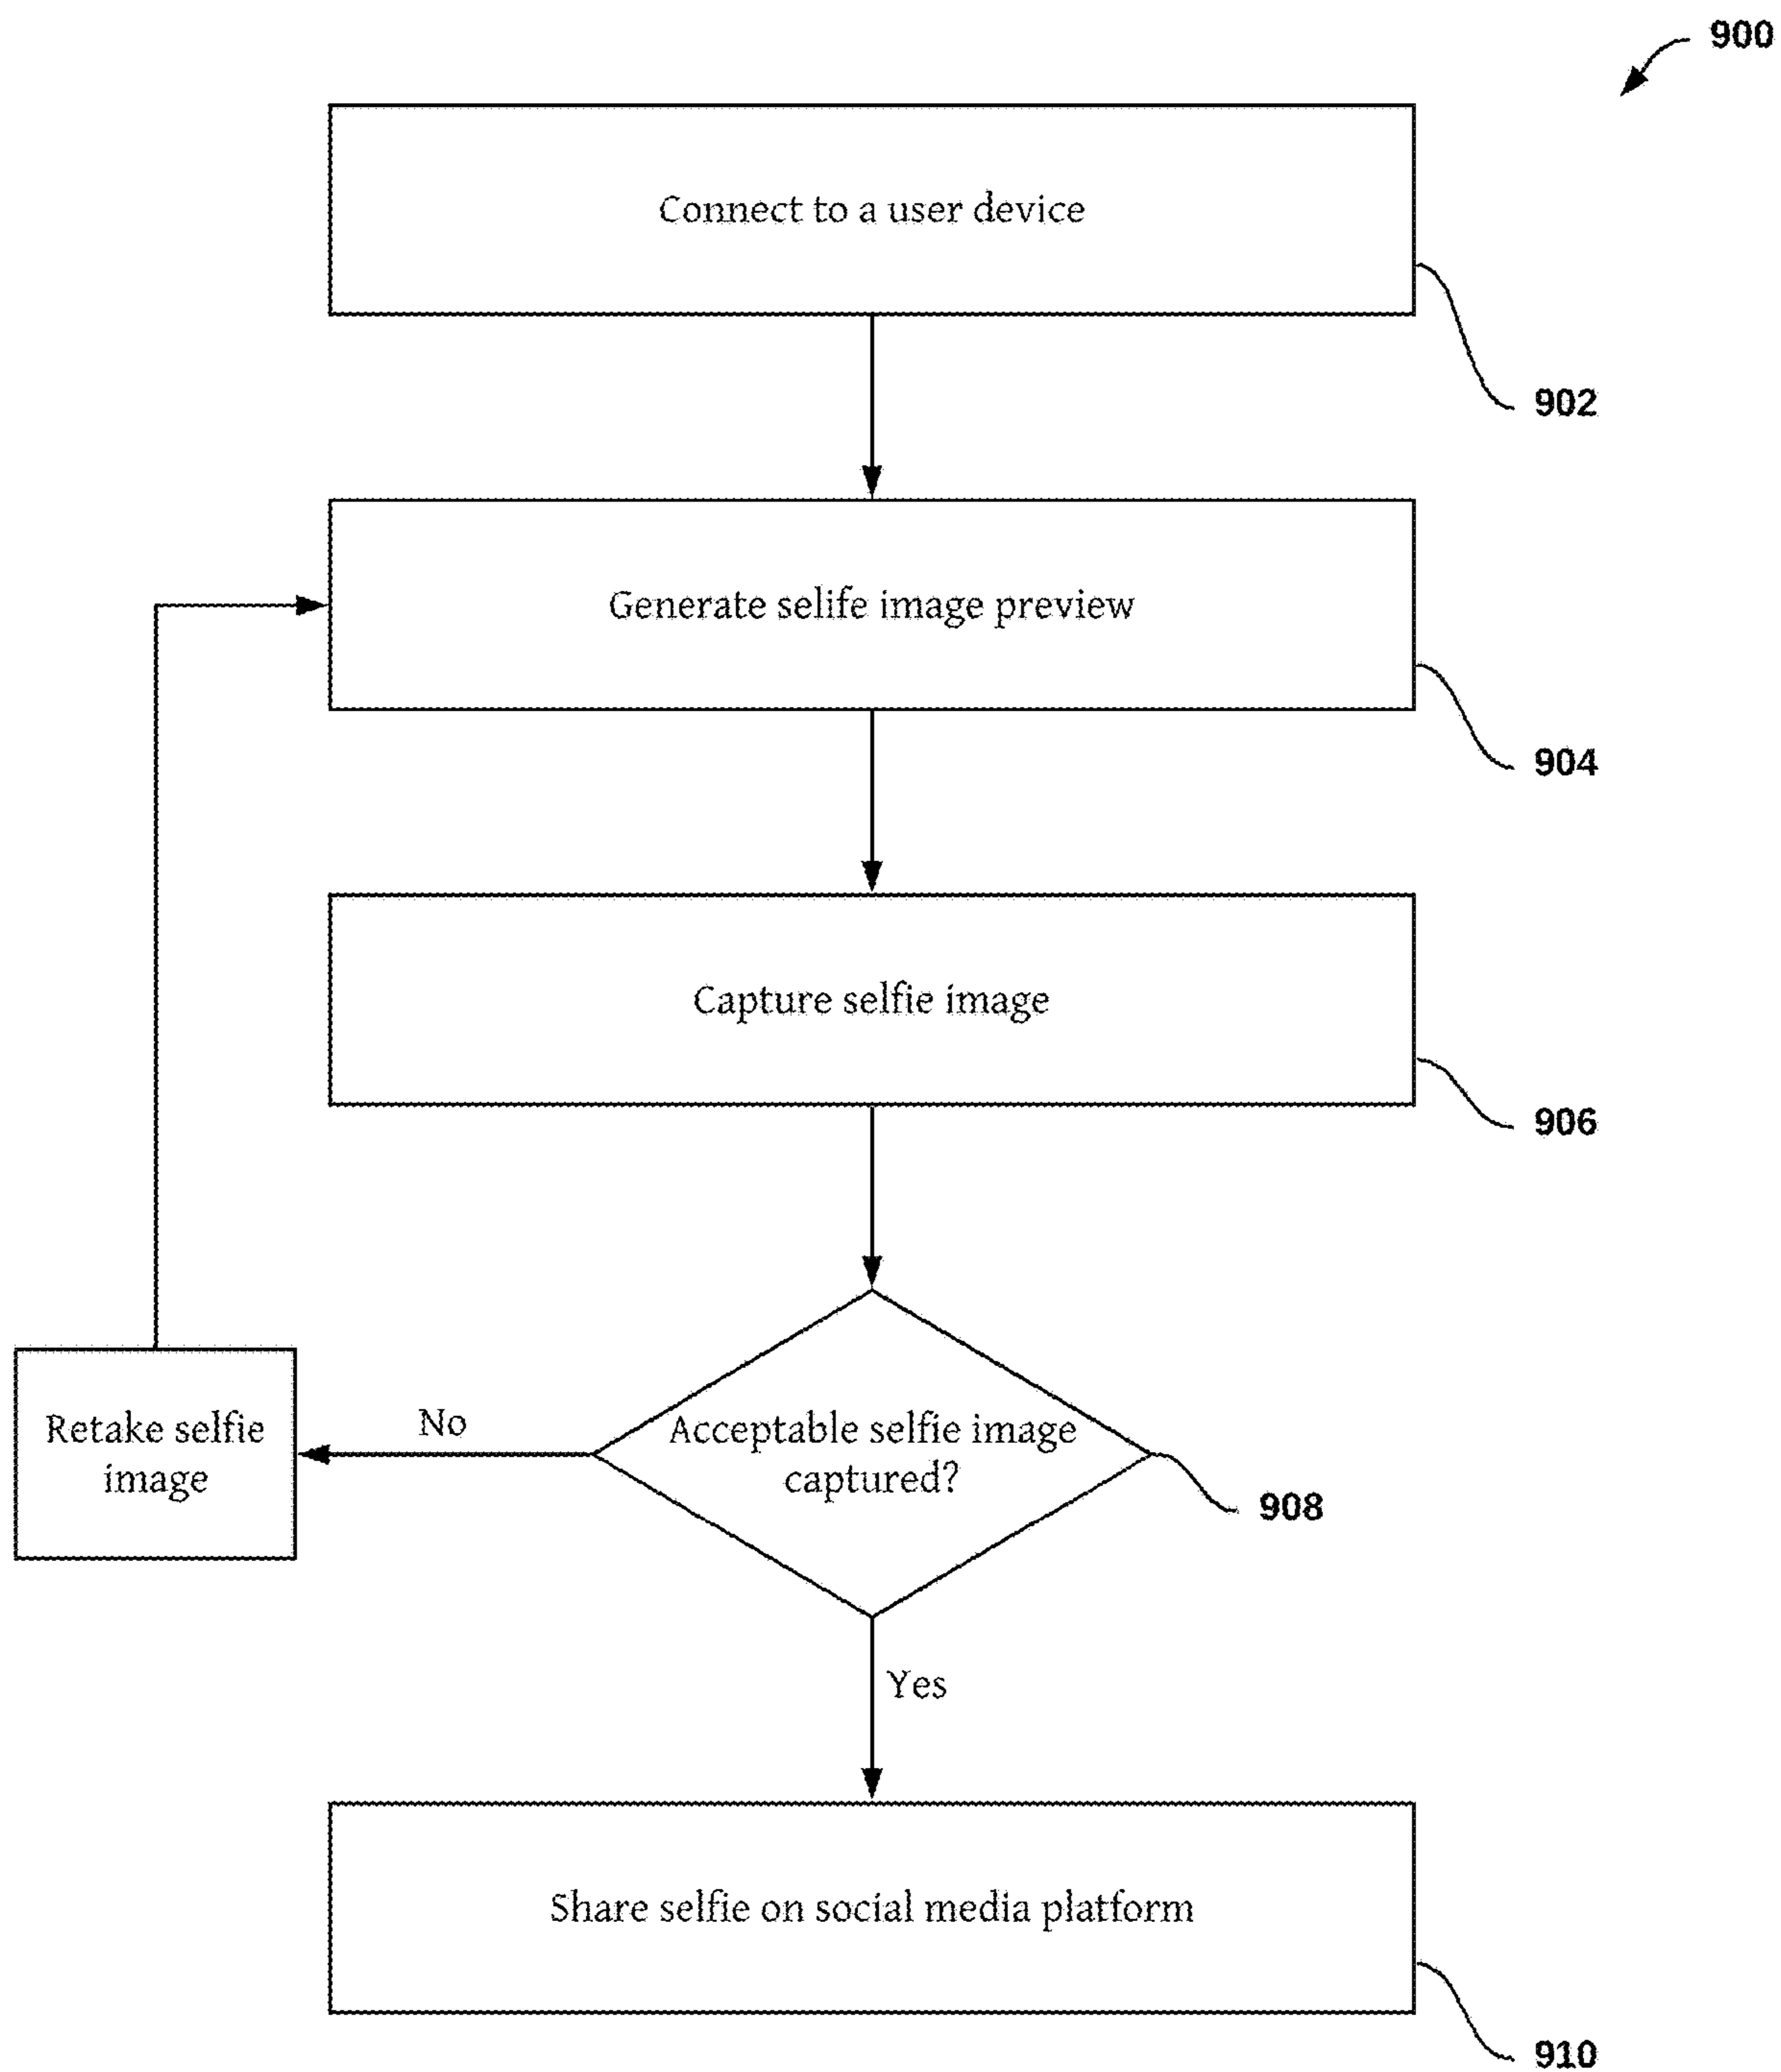 900
Connect to a user device
902
Generate selife image preview
904
Capture selfie image
906
Acceptable selfie image
captured?
908
No
Retake selfie
image
Yes
Share selfie on social media platform
910